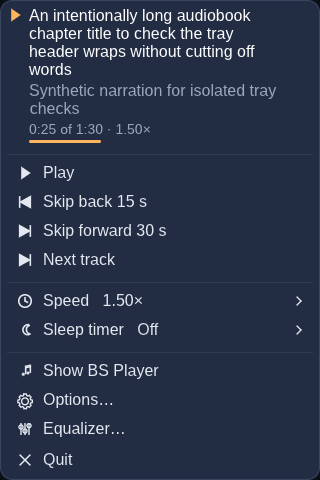 An intentionally long audiobook
chapter title to check the tray
header wraps without cutting off
words
Synthetic narration for isolated tray
checks
0:25 of 1:30 · 1.50×
Play
Skip back 15 s
Skip forward 30 s
Next track
Speed 1.50×
Sleep timer Off
Show BS Player
Options…
Equalizer…
Quit